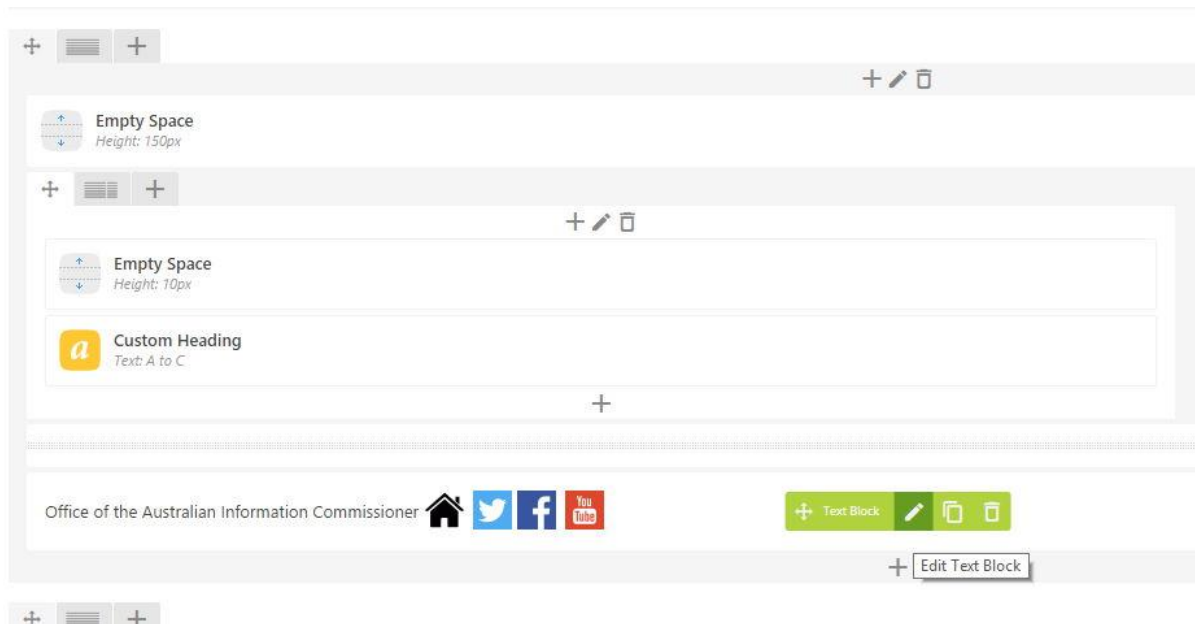 Empty Space
Height: 150px
Empty Space
Height: 10px
Custom Heading
a
Text: A to C
Office of the Australian Information Commissioner
f
You
Tube
Text Block
Edit Text Block